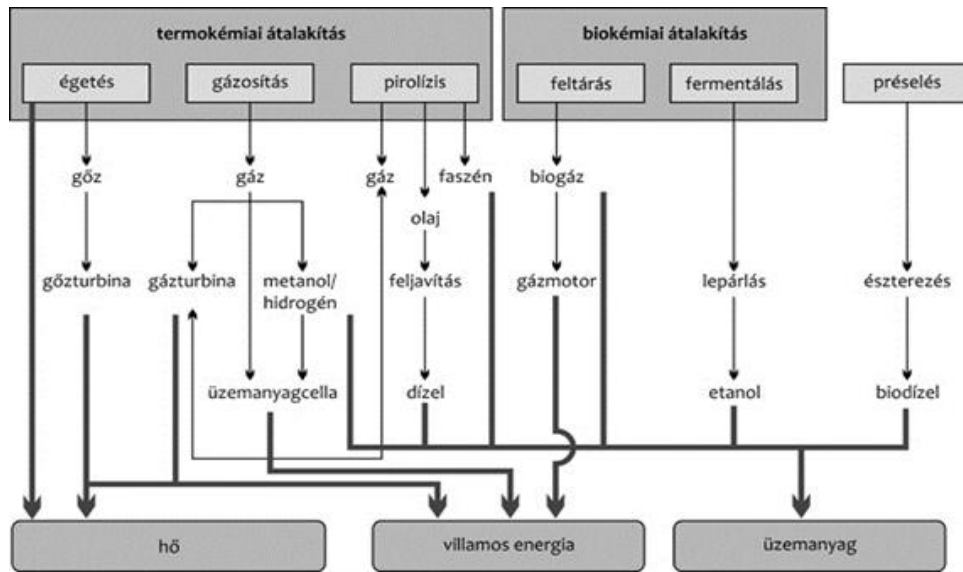 termokémiai átalakítás
biokémiai átalakítás
égetés
gázosítás
pirolízis
feltárás
fermentálás
préselés
gőz
gáz
gáz
faszén
biogáz
olaj
gőzturbina
gázturbina
metanol/
hidrogén
feljavítás
gázmotor
lepárlás
észterezés
üzemanyagcella
dízel
etanol
biodízel
hő
villamos energia
üzemanyag